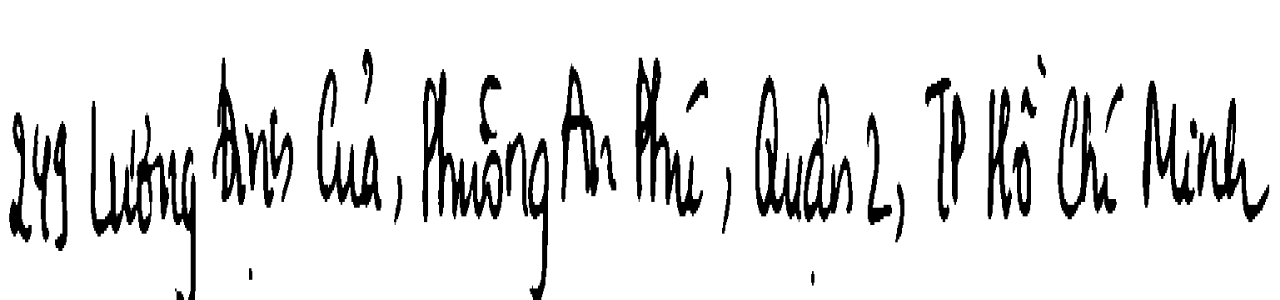 249 Lương Định Của, Phường An Phú, Quận 2, TP Hồ Chí Minh